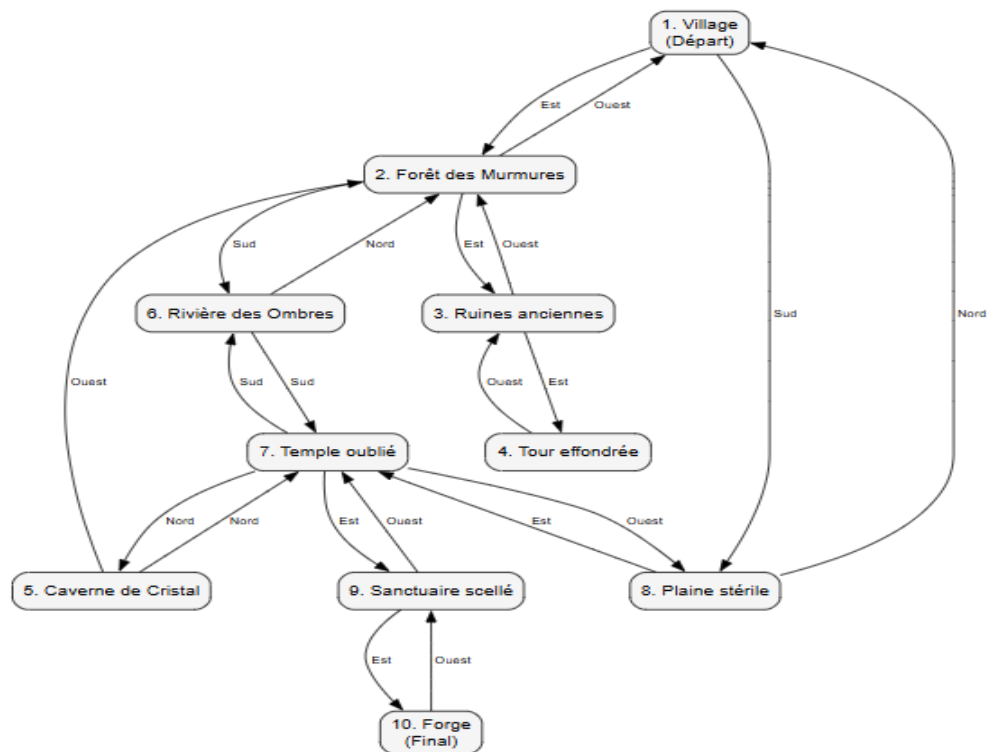 1. Village
(Départ)
Est
Ouest
2. Forêt des Murmures
Sud
Nord
Est
Ouest
6. Rivière des Ombres
3. Ruines anciennes
Sud
Nord
Ouest
Sud
Sud
Ouest
Est
7. Temple oublié
4. Tour effondrée
Nord
Nord
Est
Ouest
Est
Ouest
5. Caverne de Cristal
9. Sanctuaire scellé
8. Plaine stérile
Est
Ouest
10. Forge
(Final)